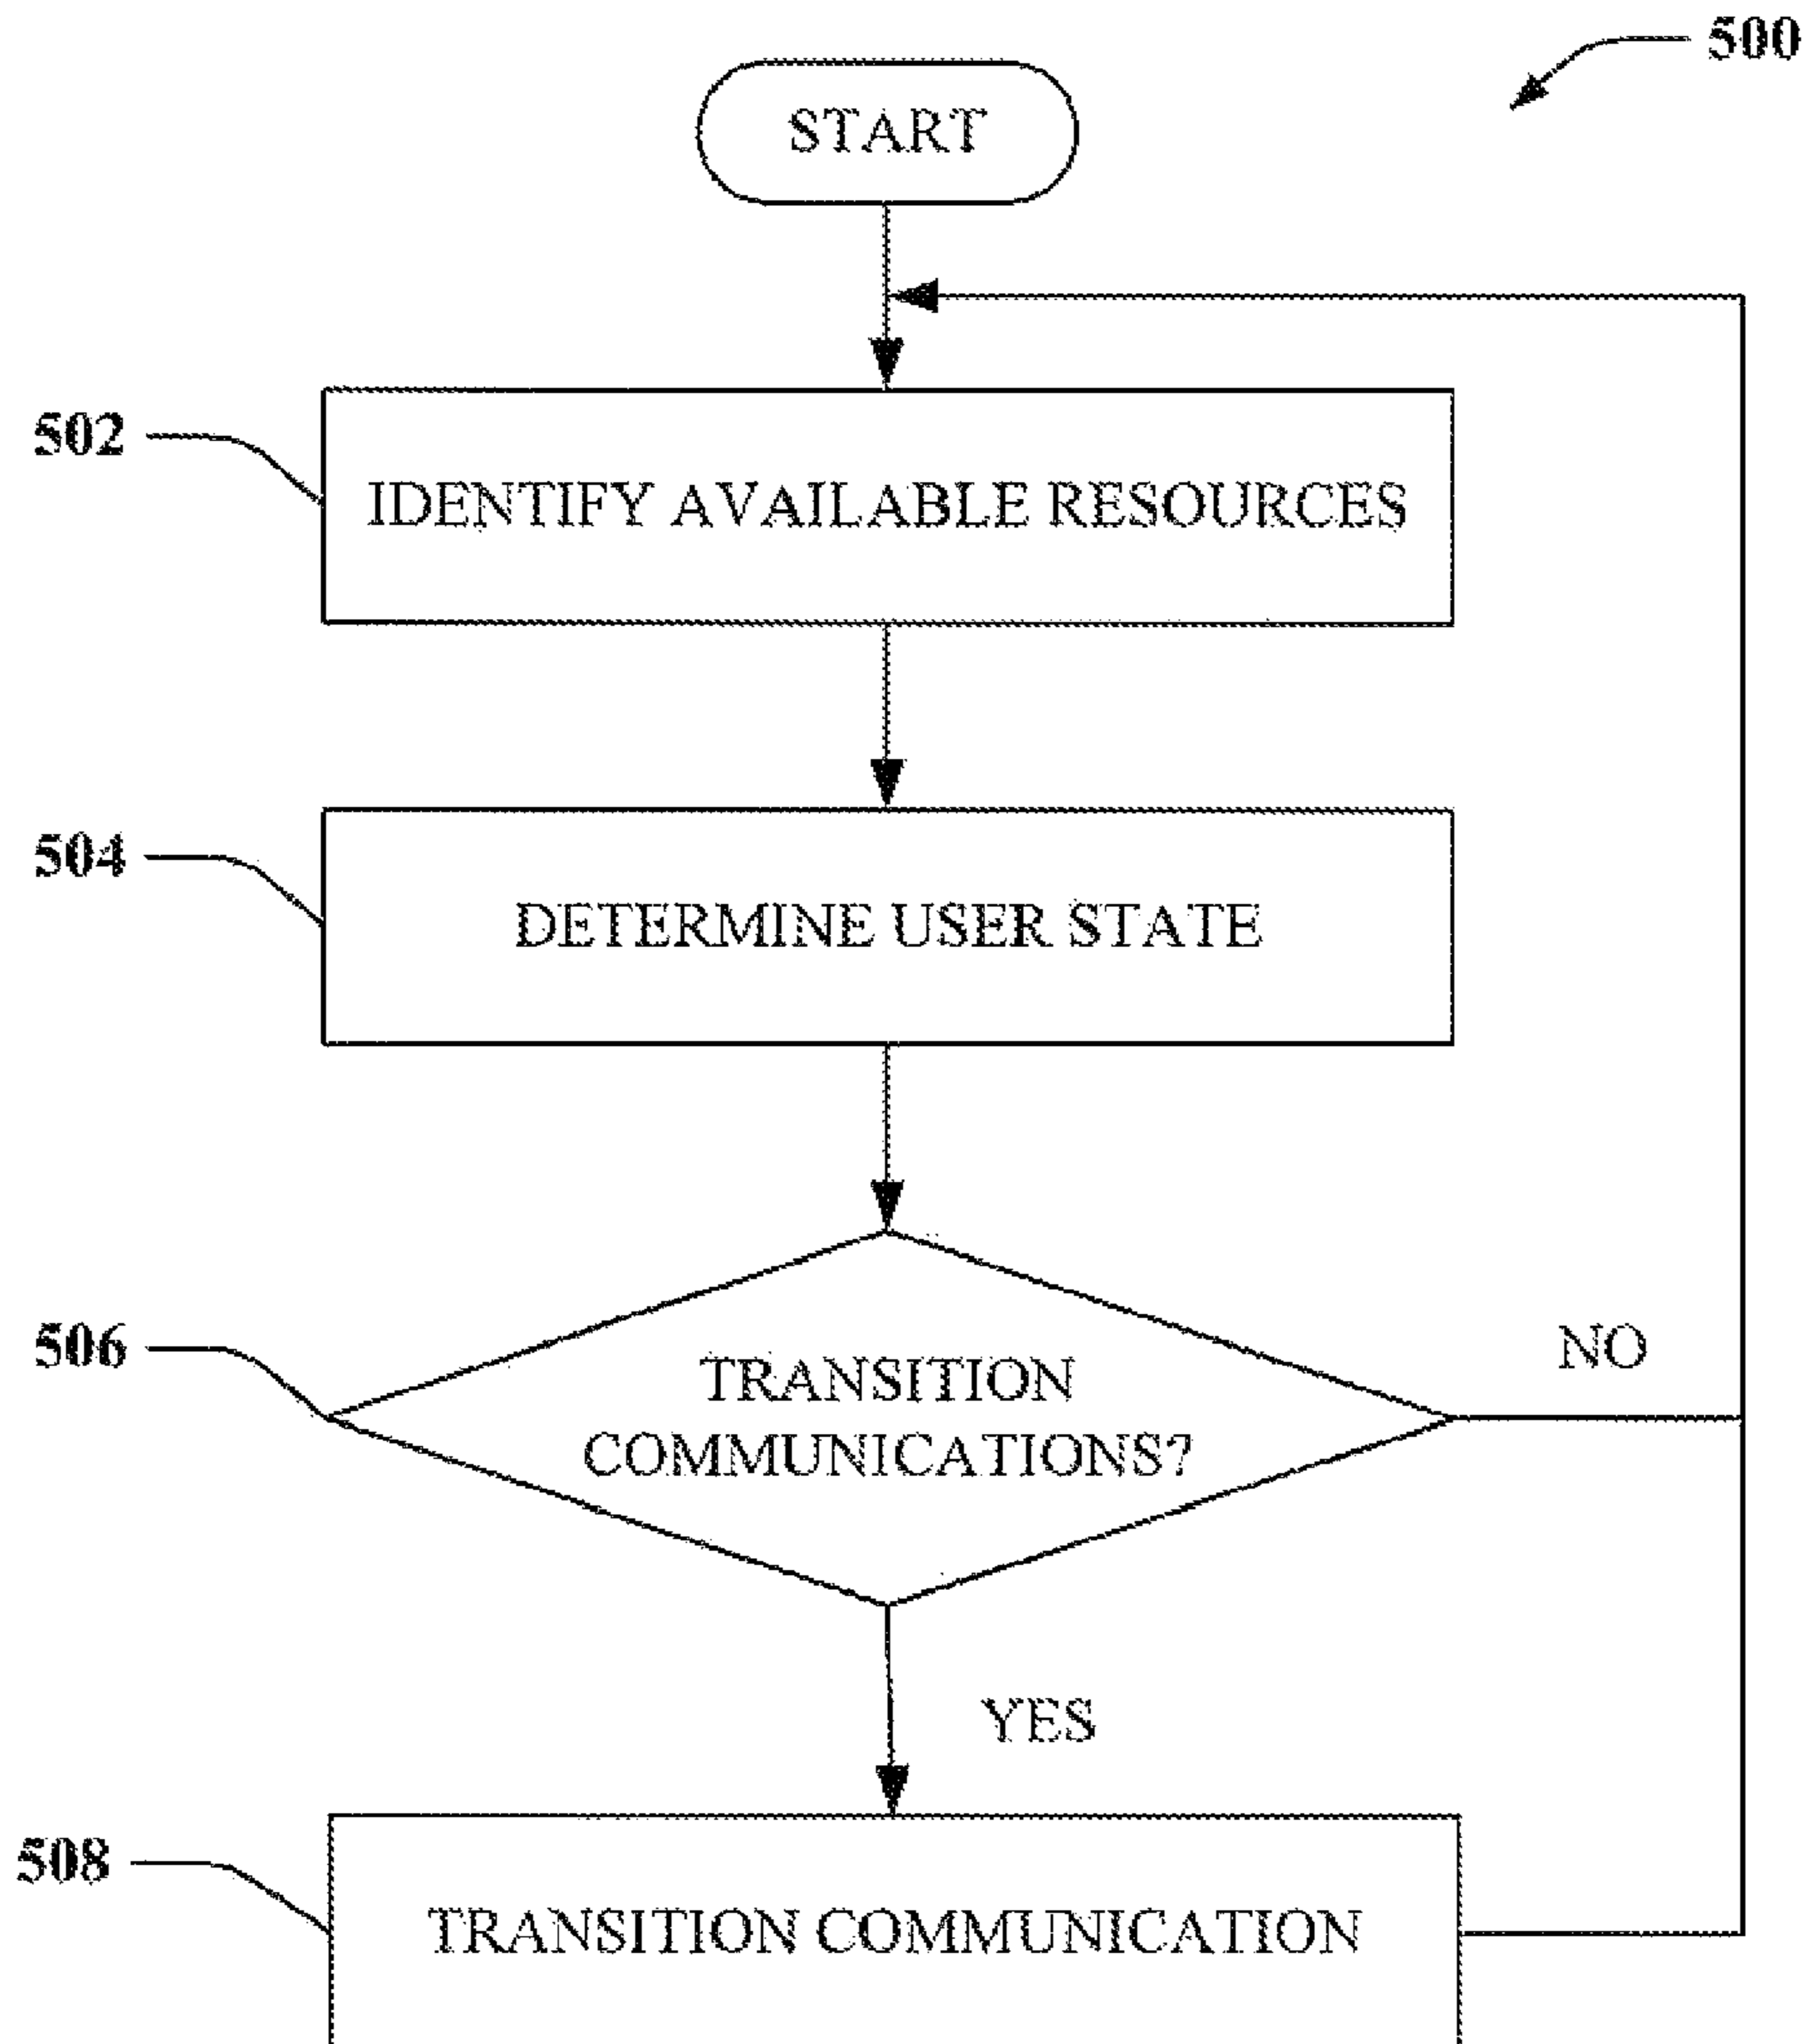 500
START
502
IDENTIFY AVAILABLE RESOURCES
504
DETERMINE USER STATE
506
TRANSITION
COMMUNICATIONS?
NO
YES
508
TRANSITION COMMUNICATION